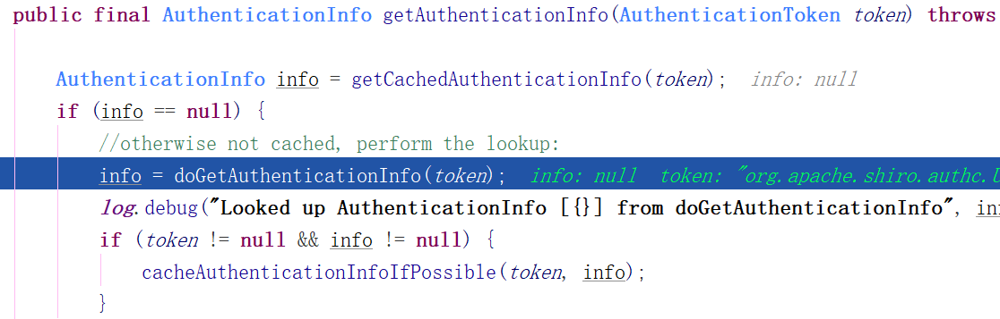 public final AuthenticationInfo getAuthenticationInfo(AuthenticationToken token) throws
AuthenticationInfo info = getCachedAuthenticationInfo(token); info: null
if (info == null) {
//otherwise not cached, perform the lookup:
info = doGetAuthenticationInfo(token); info: null token: "org.apache.shiro.authc.
log.debug("Looked up AuthenticationInfo [{}] from doGetAuthenticationInfo", in
if (token != null && info != null) {
cacheAuthenticationInfoIfPossible(token, info);
}